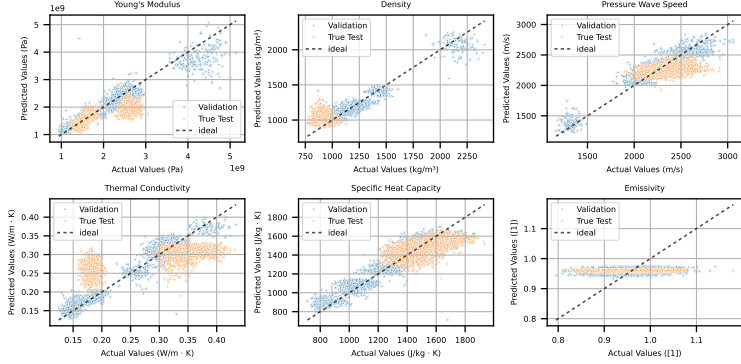 Young's Modulus
1e9
Predicted Values (Pa)
5
4
3
2
1
Validation
True Test
ideal
1
2
3
4
5
Actual Values (Pa)
1e9
Density
Predicted Values (kg/m³)
2000
1500
1000
Validation
True Test
ideal
750
1000
1250
1500
1750
2000
2250
Actual Values (kg/m³)
Pressure Wave Speed
Predicted Values (m/s)
3000
2500
2000
1500
Validation
True Test
ideal
1500
2000
2500
3000
Actual Values (m/s)
Thermal Conductivity
Predicted Values (W/m · K)
0.40
0.35
0.30
0.25
0.20
0.15
Validation
True Test
ideal
0.15
0.20
0.25
0.30
0.35
0.40
Actual Values (W/m · K)
Specific Heat Capacity
Predicted Values (J/kg · K)
1800
1600
1400
1200
1000
800
Validation
True Test
ideal
800
1000
1200
1400
1600
1800
Actual Values (J/kg · K)
Emissivity
Predicted Values ([1])
1.1
1.0
0.9
0.8
Validation
True Test
ideal
0.8
0.9
1.0
1.1
Actual Values ([1])